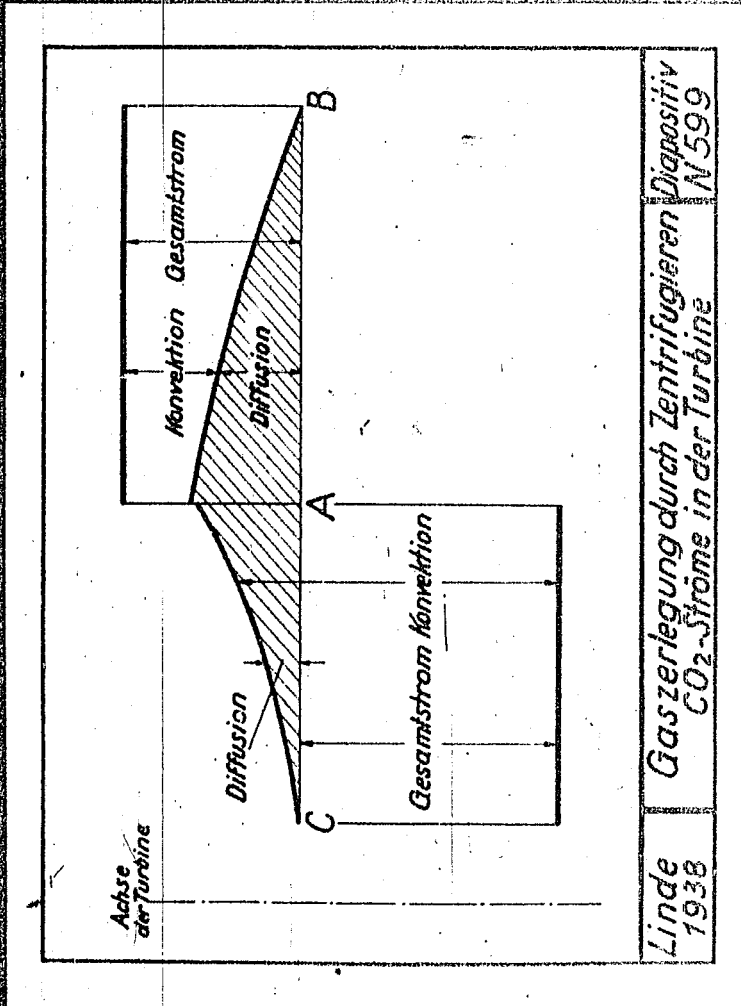 Achse
der Turbine
Konvektion
Gesamtstrom
Diffusion
Diffusion
C
A
B
Gesamtstrom
Konvektion
Linde
1938
Gaszerlegung durch Zentrifugieren
CO2-Ströme in der Turbine
Diapositiv
N 599